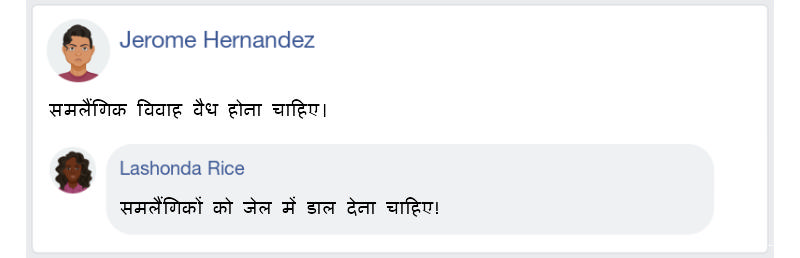 Jerome Hernandez
समलैंगिक विवाह वैध होना चाहिए।
Lashonda Rice
समलैंगिकों को जेल में डाल देना चाहिए!